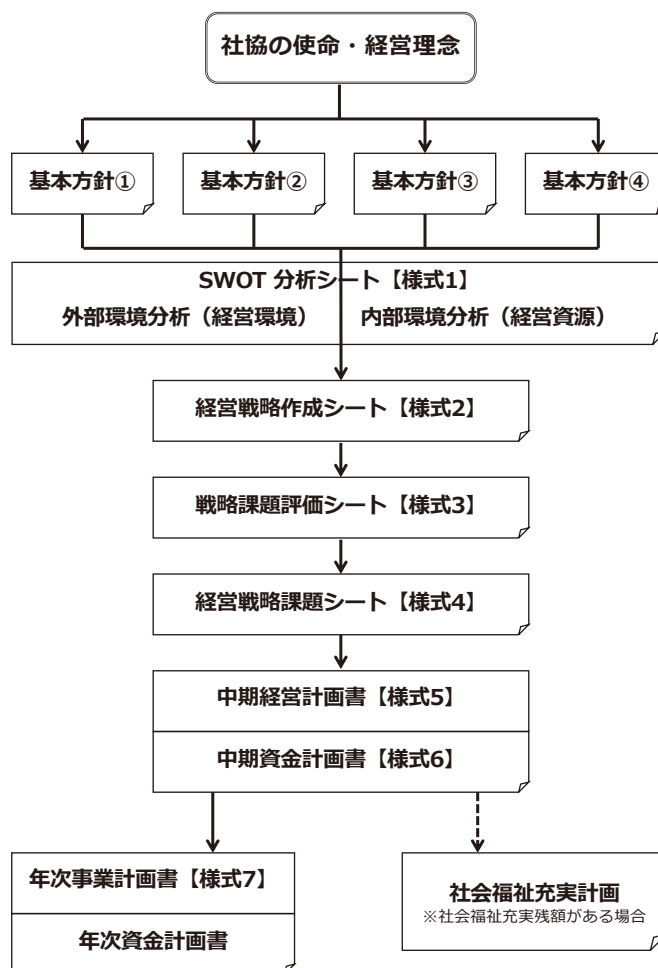 社協の使命・経営理念
基本方針① 基本方針② 基本方針③ 基本方針④
SWOT 分析シート【様式1】
外部環境分析（経営環境） 内部環境分析（経営資源）
経営戦略作成シート【様式2】
戦略課題評価シート【様式3】
経営戦略課題シート【様式4】
中期経営計画書【様式5】
中期資金計画書【様式6】
年次事業計画書【様式7】
年次資金計画書
社会福祉充実計画
※社会福祉充実残額がある場合